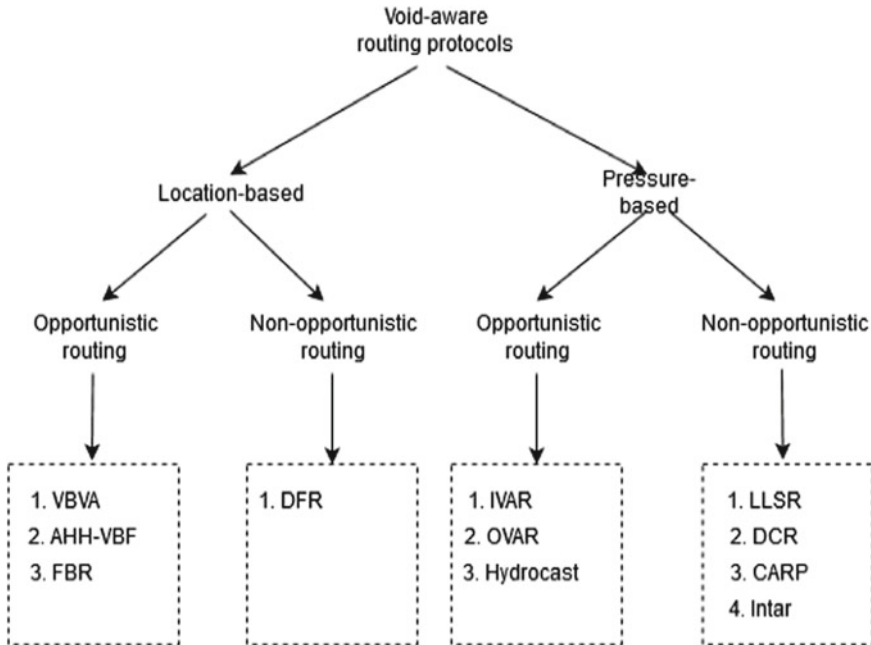 Void-aware
routing protocols
Location-based
Pressure-
based
Opportunistic
routing
Non-opportunistic
routing
Opportunistic
routing
Non-opportunistic
routing
1. VBVA
2. AHH-VBF
3. FBR
1. DFR
1. IVAR
2. OVAR
3. Hydrocast
1. LLSR
2. DCR
3. CARP
4. Intar